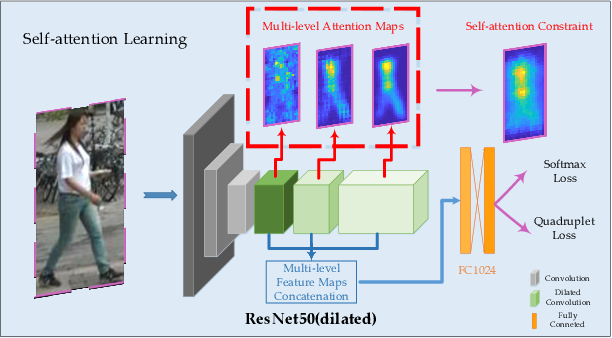 Self-attention Learning
Multi-level Attention Maps
Self-attention Constraint
Softmax
Loss
Quadruplet
Loss
FC1024
Multi-level
Feature Maps
Concatenation
ResNet50(dilated)
Convolution
Dilated
Convolution
Fully
Conneted